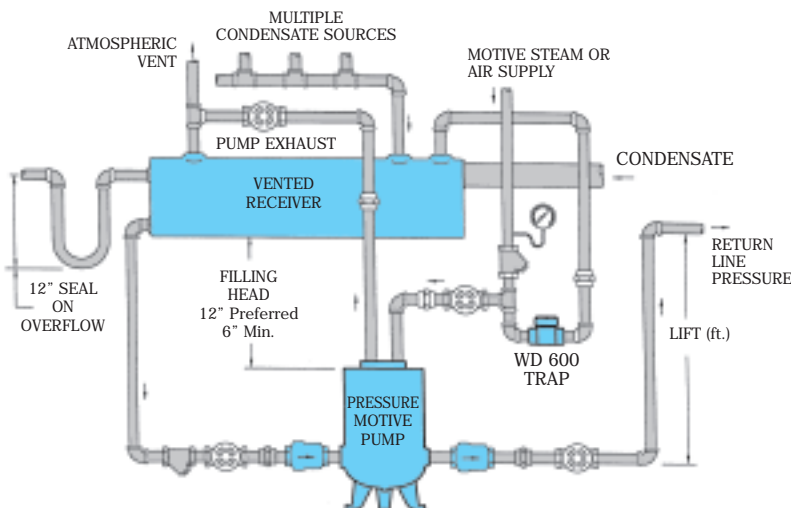 MULTIPLE
CONDENSATE SOURCES
ATMOSPHERIC
VENT
MOTIVE STEAM OR
AIR SUPPLY
PUMP EXHAUST
CONDENSATE
VENTED
RECEIVER
RETURN
LINE
PRESSURE
12” SEAL
ON
OVERFLOW
FILLING
HEAD
12” Preferred
6” Min.
LIFT (ft.)
WD 600
TRAP
PRESSURE
MOTIVE
PUMP